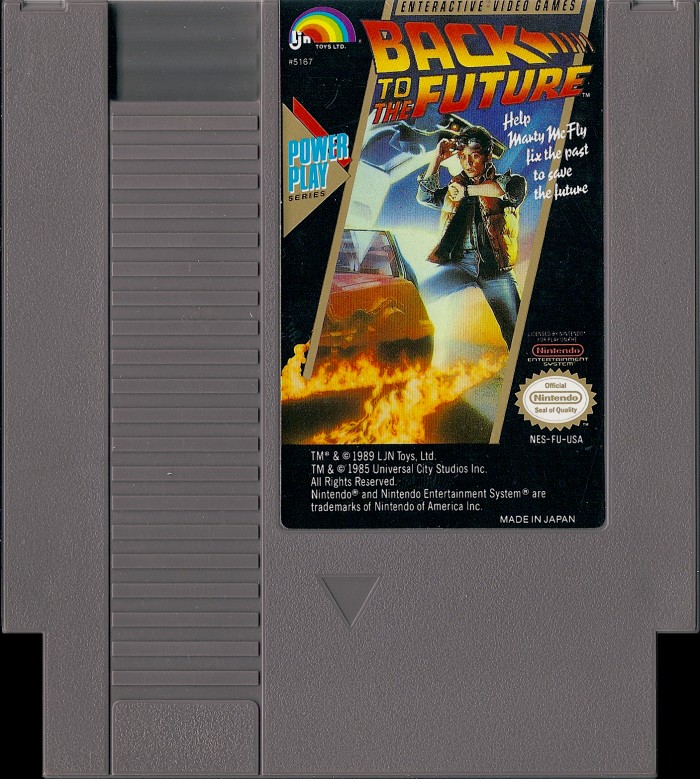 ENTERACTIVE VIDEO GAMES
LJN
TOYS LTD.
®
#5167
BACK
TO
THE FUTURE™
Help
Marty McFly
fix the past
to save
the future
POWER
PLAY
SERIES
LICENSED BY NINTENDO®
FOR PLAY ON THE
Nintendo
ENTERTAINMENT
SYSTEM®
Official
Nintendo
Seal of Quality
™
NES-FU-USA
TM® & © 1989 LJN Toys, Ltd.
TM & © 1985 Universal City Studios Inc.
All Rights Reserved.
Nintendo® and Nintendo Entertainment System® are
trademarks of Nintendo of America Inc.
MADE IN JAPAN